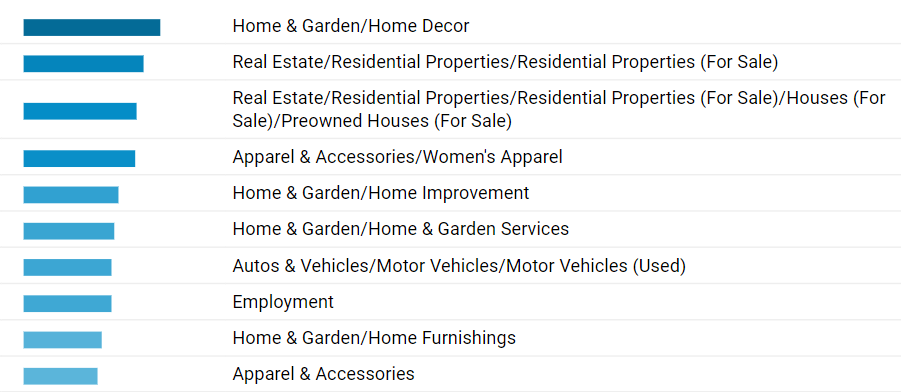 Home & Garden/Home Decor
Real Estate/Residential Properties/Residential Properties (For Sale)
Real Estate/Residential Properties/Residential Properties (For Sale)/Houses (For
Sale)/Preowned Houses (For Sale)
Apparel & Accessories/Women's Apparel
Home & Garden/Home Improvement
Home & Garden/Home & Garden Services
Autos & Vehicles/Motor Vehicles/Motor Vehicles (Used)
Employment
Home & Garden/Home Furnishings
Apparel & Accessories